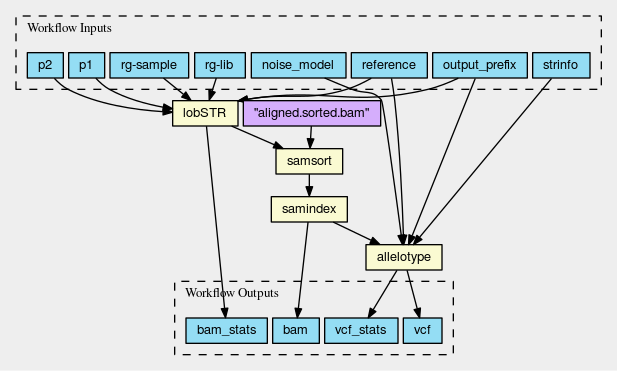 Workflow Inputs
p2 p1 rg-sample rg-lib noise_model reference output_prefix strinfo
lobSTR "aligned.sorted.bam"
samsort
samindex
allelotype
Workflow Outputs
bam_stats bam vcf_stats vcf